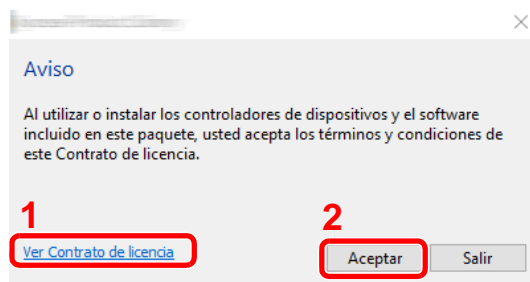 Aviso
Al utilizar o instalar los controladores de dispositivos y el software
incluido en este paquete, usted acepta los términos y condiciones de
este Contrato de licencia.
1
2
Ver Contrato de licencia
Aceptar
Salir